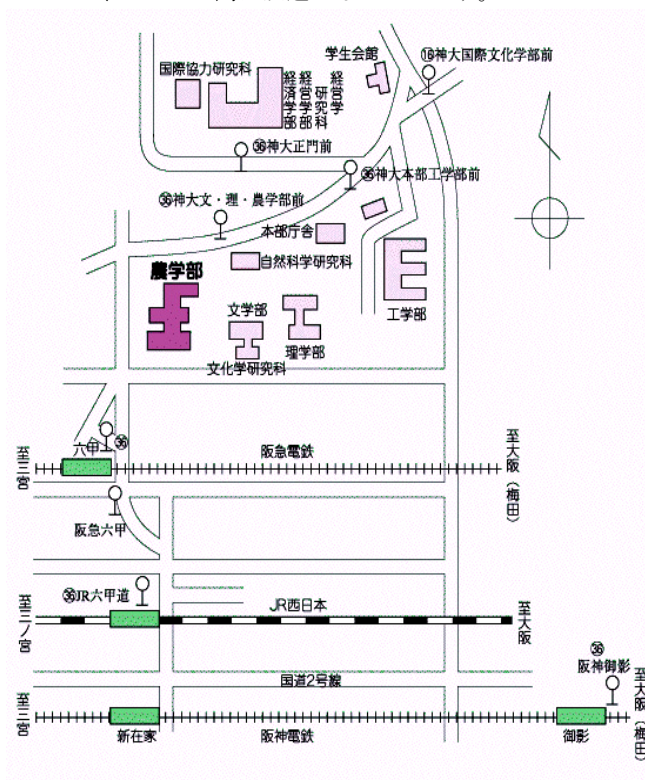 学生会館
⑯神大国際文化学部前
国際協力研究科
経済学部
経営学部
経営学
研究科
㊱神大正門前
㊱神大本部工学部前
㊱神大文・理・農学部前
本部庁舎
自然科学研究科
農学部
文学部
工学部
理学部
文化学研究科
六甲
㊱
阪急電鉄
至三宮
至大阪(梅田)
阪急六甲
㊱JR六甲道
JR西日本
至三ノ宮
至大阪
㊱
阪神御影
国道2号線
至三宮
至大阪(梅田)
新在家
阪神電鉄
御影